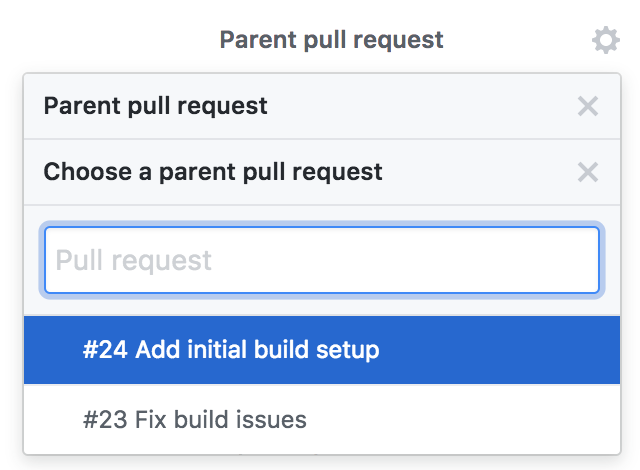 Parent pull request
Parent pull request
Choose a parent pull request
Pull request
#24 Add initial build setup
#23 Fix build issues